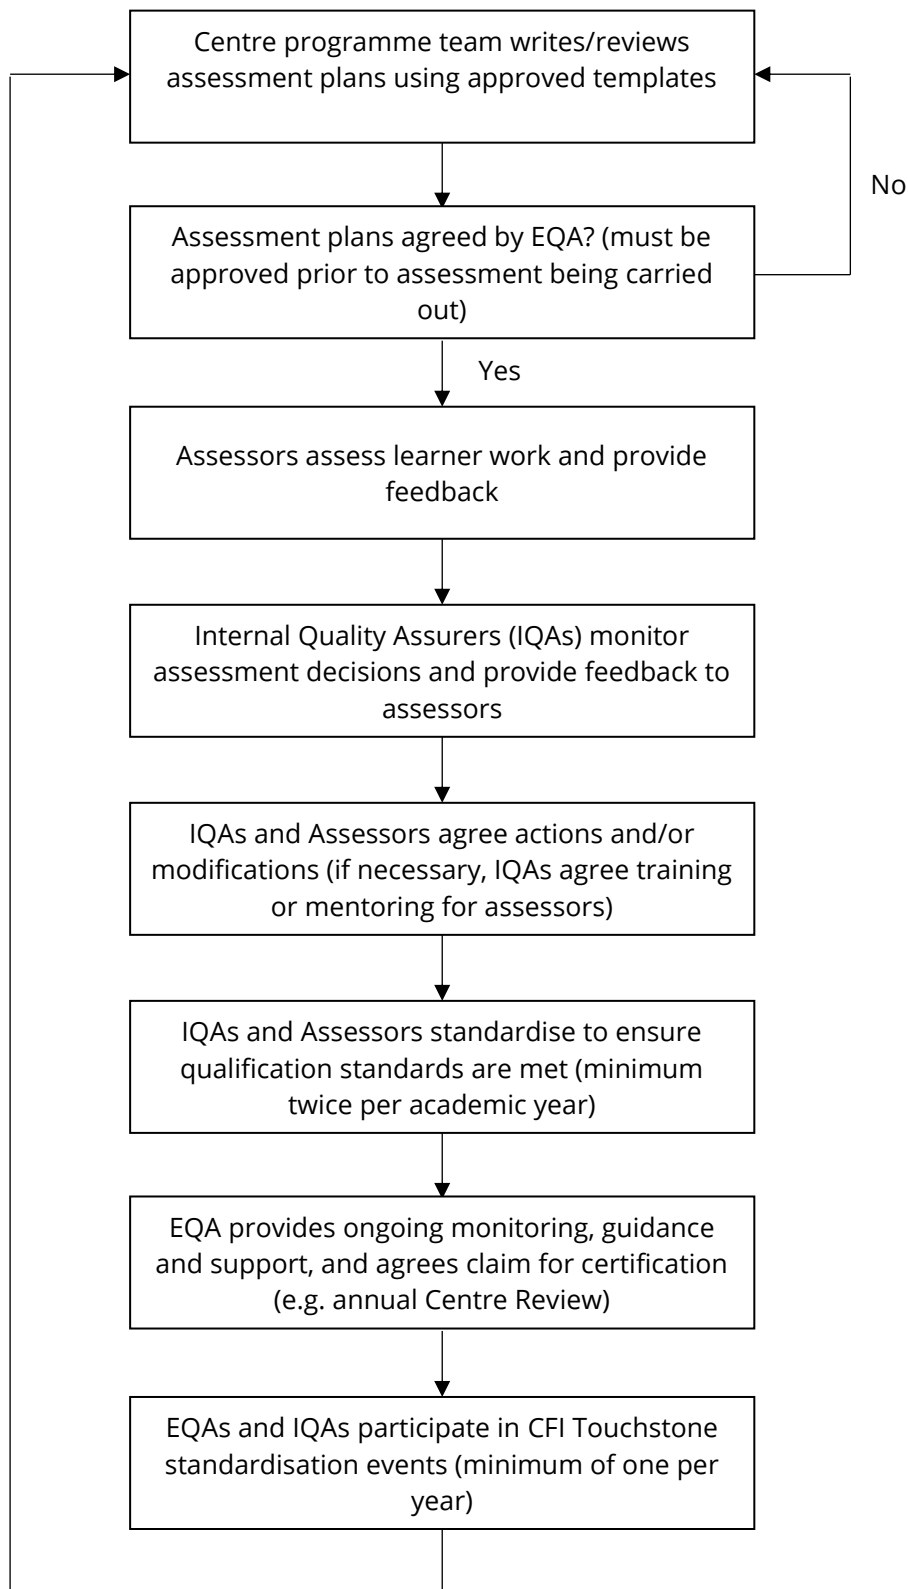 Centre programme team writes/reviews
assessment plans using approved templates
No
Assessment plans agreed by EQA? (must be
approved prior to assessment being carried
out)
Yes
Assessors assess learner work and provide
feedback
Internal Quality Assurers (IQAs) monitor
assessment decisions and provide feedback to
assessors
IQAs and Assessors agree actions and/or
modifications (if necessary, IQAs agree training
or mentoring for assessors)
IQAs and Assessors standardise to ensure
qualification standards are met (minimum
twice per academic year)
EQA provides ongoing monitoring, guidance
and support, and agrees claim for certification
(e.g. annual Centre Review)
EQAs and IQAs participate in CFI Touchstone
standardisation events (minimum of one per
year)